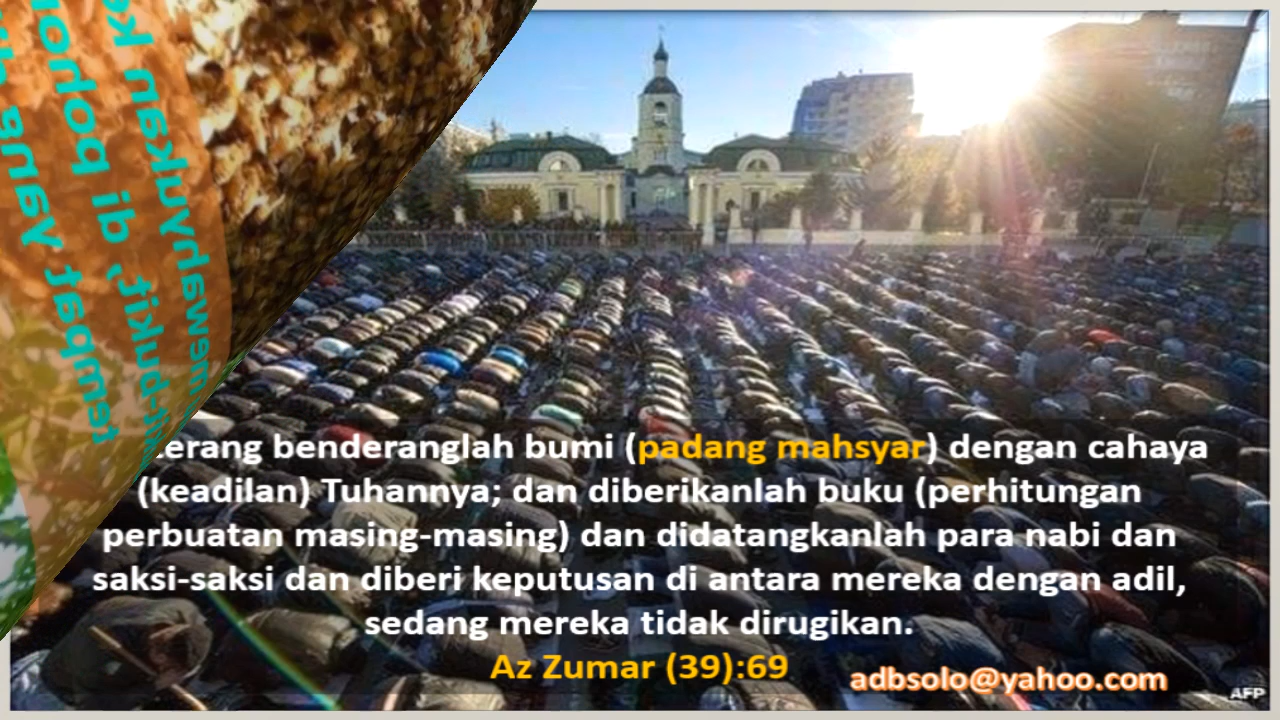 erang benderanglah bumi (padang mahsyar) dengan cahaya
(keadilan) Tuhannya; dan diberikanlah buku (perhitungan
perbuatan masing-masing) dan didatangkanlah para nabi dan
saksi-saksi dan diberi keputusan di antara mereka dengan adil,
sedang mereka tidak dirugikan.
Az Zumar (39):69
adbsolo@yahoo.com
AFP